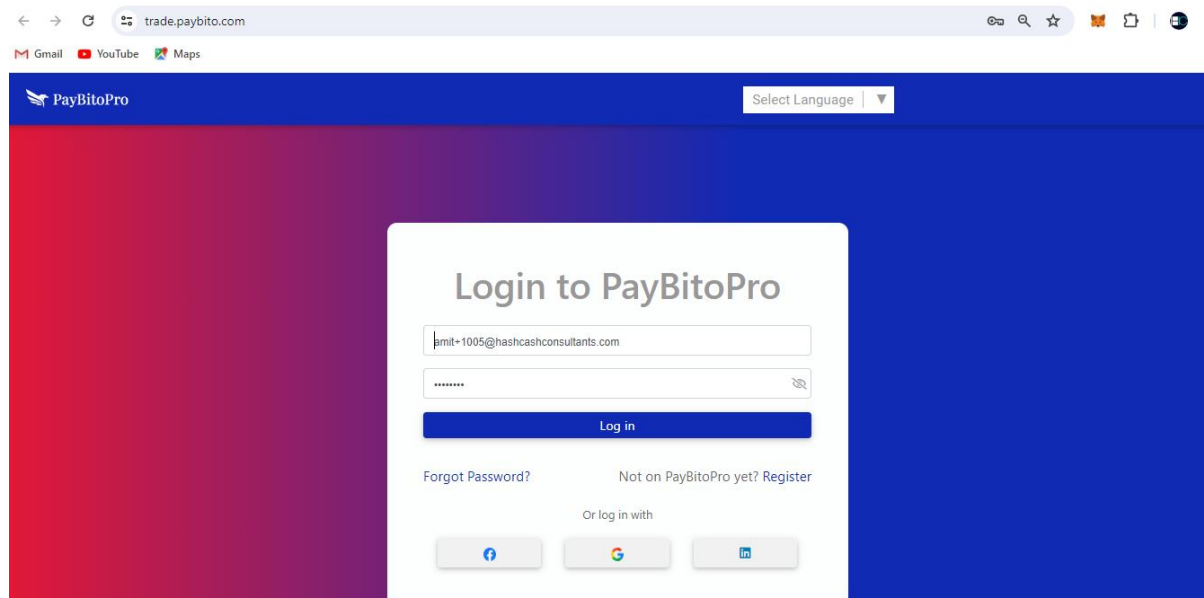 trade.paybito.com
Gmail YouTube Maps
PayBitoPro
Select Language ▼
Login to PayBitoPro
amit+1005@hashcashconsultants.com
••••••••
Log in
Forgot Password? Not on PayBitoPro yet? Register
Or log in with